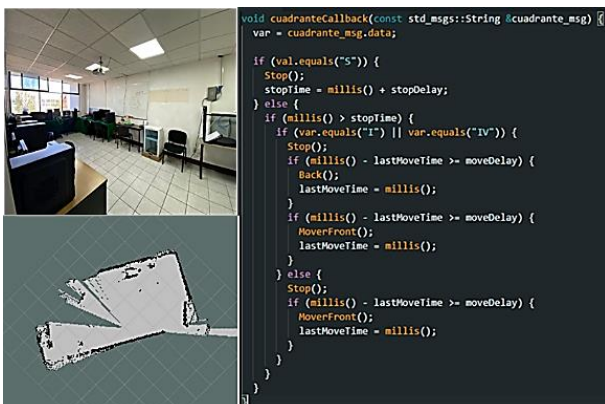 void cuadranteCallback(const std_msgs::String &cuadrante_msg) {
  var = cuadrante_msg.data;

  if (val.equals("S")) {
    Stop();
    stopTime = millis() + stopDelay;
  } else {
    if (millis() > stopTime) {
      if (var.equals("I") || var.equals("IV")) {
        Stop();
        if (millis() - lastMoveTime >= moveDelay) {
          Back();
          lastMoveTime = millis();
        }
        if (millis() - lastMoveTime >= moveDelay) {
          MoverFront();
          lastMoveTime = millis();
        }
      } else {
        Stop();
        if (millis() - lastMoveTime >= moveDelay) {
          MoverFront();
          lastMoveTime = millis();
        }
      }
    }
  }
}